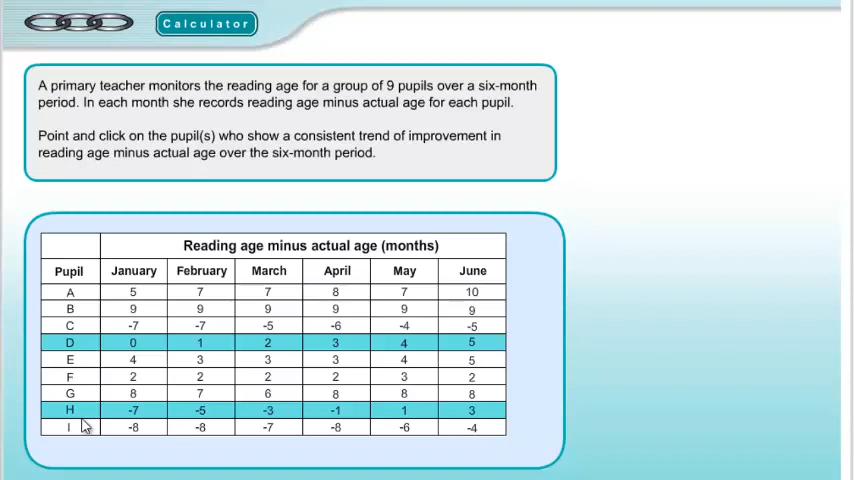 Calculator
A primary teacher monitors the reading age for a group of 9 pupils over a six-month
period. In each month she records reading age minus actual age for each pupil.
Point and click on the pupil(s) who show a consistent trend of improvement in
reading age minus actual age over the six-month period.
Reading age minus actual age (months)
Pupil January February March April May June
A 5 7 7 8 7 10
B 9 9 9 9 9 9
C -7 -7 -5 -6 -4 -5
D 0 1 2 3 4 5
E 4 3 3 3 4 5
F 2 2 2 2 3 2
G 8 7 6 8 8 8
H -7 -5 -3 -1 1 3
I -8 -8 -7 -8 -6 -4